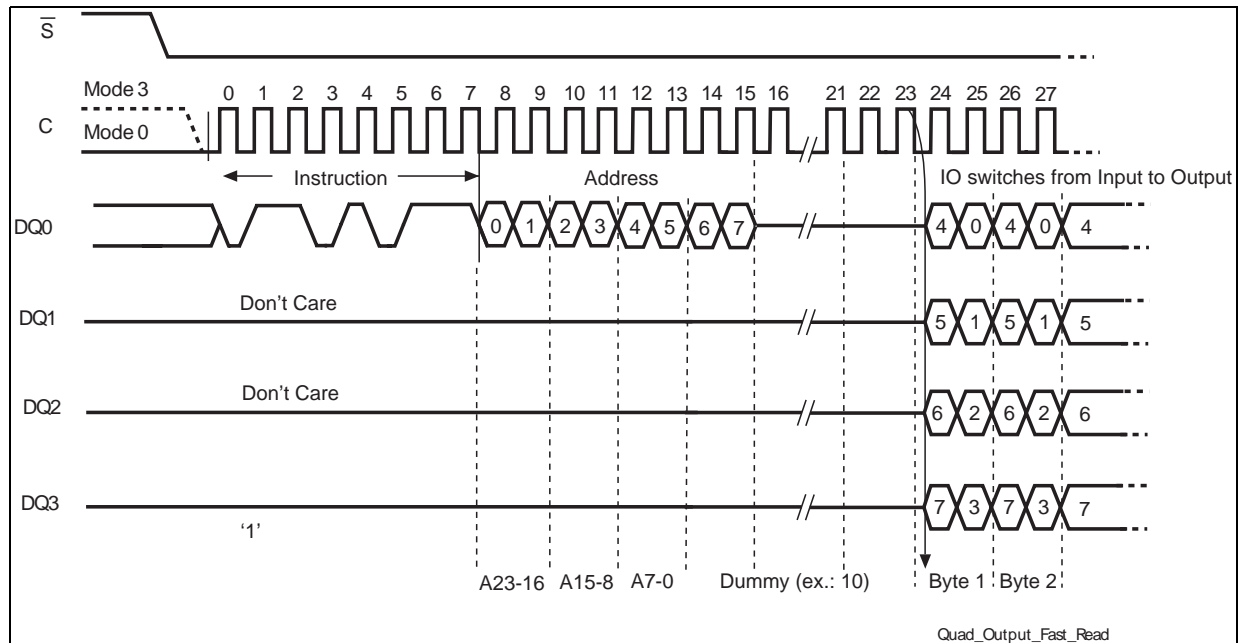 S
Mode 3
0 1 2 3 4 5 6 7 8 9 10 11 12 13 14 15 16 21 22 23 24 25 26 27
C
Mode 0
Instruction
Address
IO switches from Input to Output
DQ0
0 1 2 3 4 5 6 7
4 0 4 0 4
Don't Care
DQ1
5 1 5 1 5
Don't Care
DQ2
6 2 6 2 6
DQ3
7 3 7 3 7
‘1’
A23-16 A15-8 A7-0 Dummy (ex.: 10) Byte 1 Byte 2
Quad_Output_Fast_Read